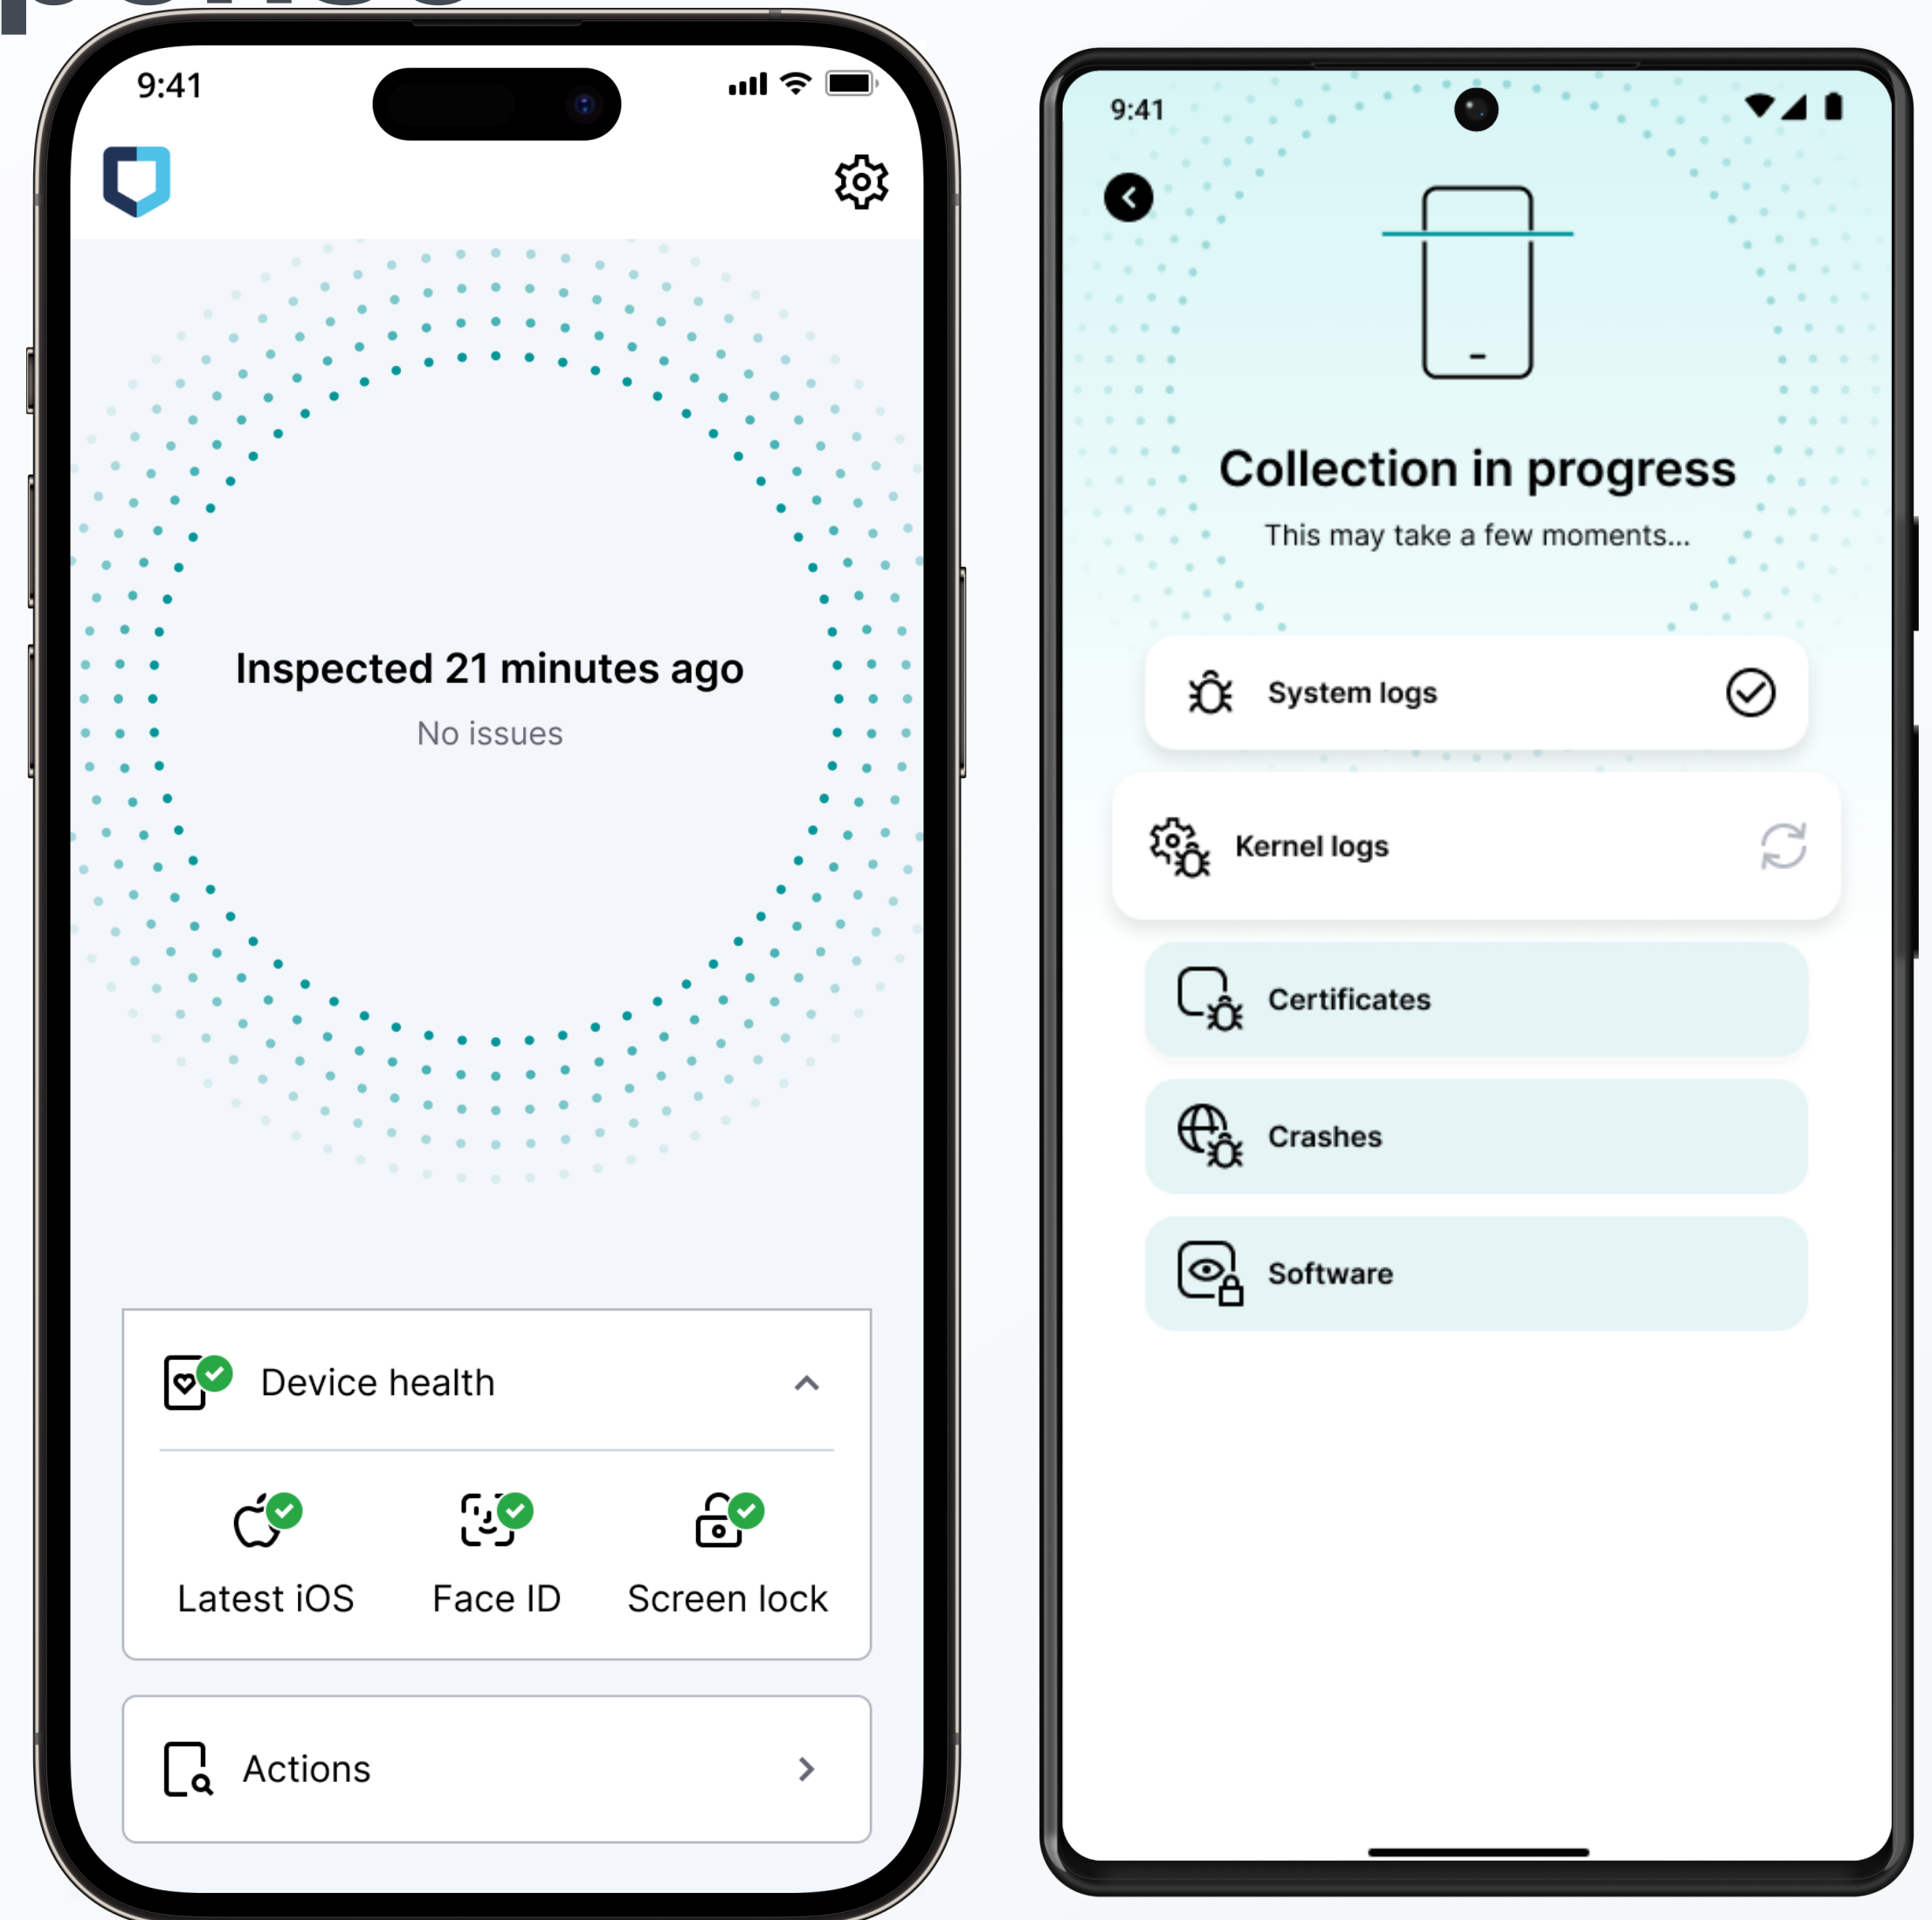 9:41
Inspected 21 minutes ago
No issues
Device health
Latest iOS
Face ID
Screen lock
Actions
9:41
Collection in progress
This may take a few moments...
System logs
Kernel logs
Certificates
Crashes
Software